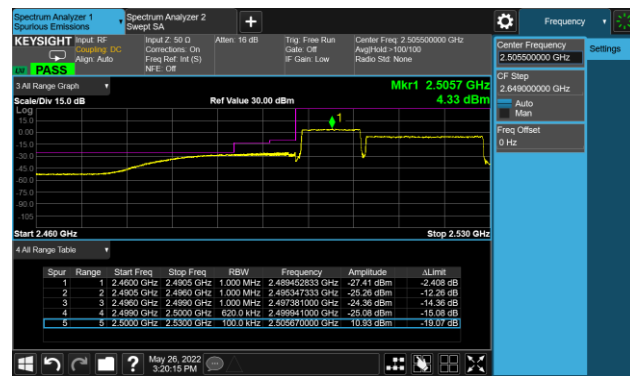 Spectrum Analyzer 1
Spurious Emissions
Spectrum Analyzer 2
Swept SA
Frequency
KEYSIGHT
Input: RF
Coupling: DC
Align: Auto
Input Z: 50 Ω
Corrections: On
Freq Ref: Int (S)
NFE: Off
Atten: 16 dB
Trig: Free Run
Gate: Off
IF Gain: Low
Center Freq: 2.505500000 GHz
Avg|Hold:>100/100
Radio Std: None
PASS
Center Frequency
2.505500000 GHz
Settings
CF Step
2.649000000 GHz
Auto
Man
Freq Offset
0 Hz
3 All Range Graph
Mkr1 2.5057 GHz
Scale/Div 15.0 dB
Ref Value 30.00 dBm
4.33 dBm
Log
15.0
0.00
-15.0
-30.0
-45.0
-60.0
-75.0
-90.0
-105
1
Start 2.460 GHz
Stop 2.530 GHz
4 All Range Table
Spur Range Start Freq Stop Freq RBW Frequency Amplitude ΔLimit
1 1 2.4600 GHz 2.4905 GHz 1.000 MHz 2.489452833 GHz -27.41 dBm -2.408 dB
2 2 2.4905 GHz 2.4960 GHz 1.000 MHz 2.495347333 GHz -25.26 dBm -12.26 dB
3 3 2.4960 GHz 2.4990 GHz 1.000 MHz 2.497381000 GHz -24.36 dBm -14.36 dB
4 4 2.4990 GHz 2.5000 GHz 620.0 kHz 2.499941000 GHz -25.08 dBm -15.08 dB
5 5 2.5000 GHz 2.5300 GHz 100.0 kHz 2.505670000 GHz 10.93 dBm -19.07 dB
May 26, 2022
3:20:15 PM